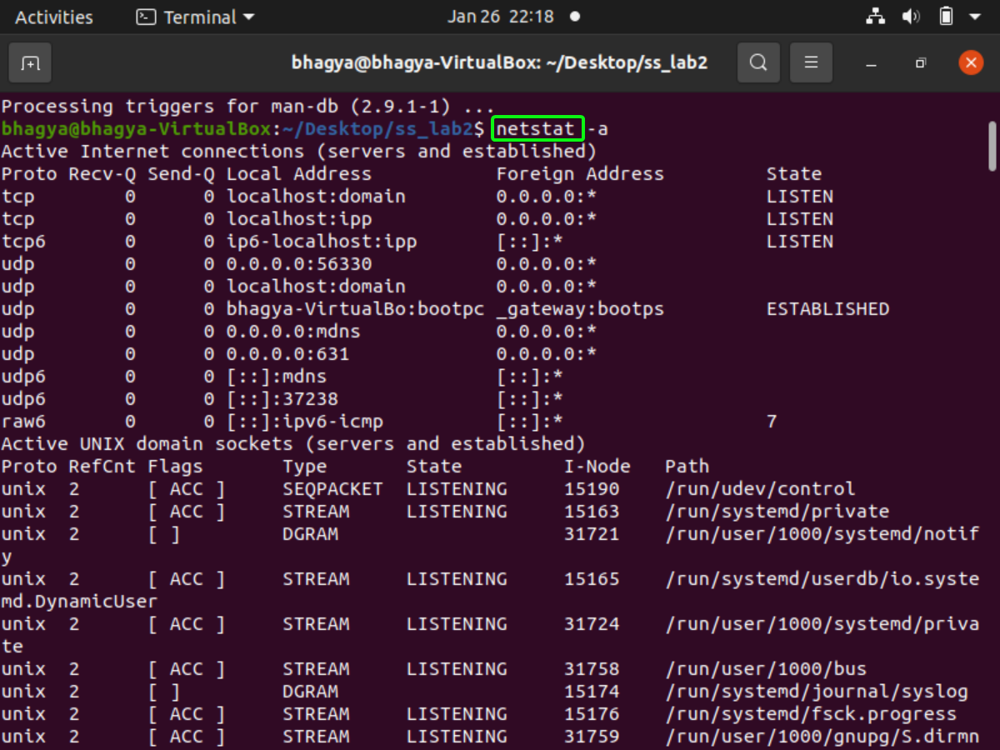 Activities Terminal Jan 26 22:18
bhagya@bhagya-VirtualBox: ~/Desktop/ss_lab2
Processing triggers for man-db (2.9.1-1) ...
bhagya@bhagya-VirtualBox:~/Desktop/ss_lab2$ netstat -a
Active Internet connections (servers and established)
Proto Recv-Q Send-Q Local Address           Foreign Address         State
tcp        0      0 localhost:domain        0.0.0.0:*               LISTEN
tcp        0      0 localhost:ipp           0.0.0.0:*               LISTEN
tcp6       0      0 ip6-localhost:ipp       [::]:*                  LISTEN
udp        0      0 0.0.0.0:56330           0.0.0.0:*
udp        0      0 localhost:domain        0.0.0.0:*
udp        0      0 bhagya-VirtualBo:bootpc _gateway:bootps         ESTABLISHED
udp        0      0 0.0.0.0:mdns            0.0.0.0:*
udp        0      0 0.0.0.0:631             0.0.0.0:*
udp6       0      0 [::]:mdns               [::]:*
udp6       0      0 [::]:37238              [::]:*
raw6       0      0 [::]:ipv6-icmp          [::]:*                  7
Active UNIX domain sockets (servers and established)
Proto RefCnt Flags       Type       State         I-Node   Path
unix  2      [ ACC ]     SEQPACKET  LISTENING     15190    /run/udev/control
unix  2      [ ACC ]     STREAM     LISTENING     15163    /run/systemd/private
unix  2      [ ]         DGRAM                    31721    /run/user/1000/systemd/notif
y
unix  2      [ ACC ]     STREAM     LISTENING     15165    /run/systemd/userdb/io.syste
md.DynamicUser
unix  2      [ ACC ]     STREAM     LISTENING     31724    /run/user/1000/systemd/priva
te
unix  2      [ ACC ]     STREAM     LISTENING     31758    /run/user/1000/bus
unix  2      [ ]         DGRAM                    15174    /run/systemd/journal/syslog
unix  2      [ ACC ]     STREAM     LISTENING     15176    /run/systemd/fsck.progress
unix  2      [ ACC ]     STREAM     LISTENING     31759    /run/user/1000/gnupg/S.dirmn